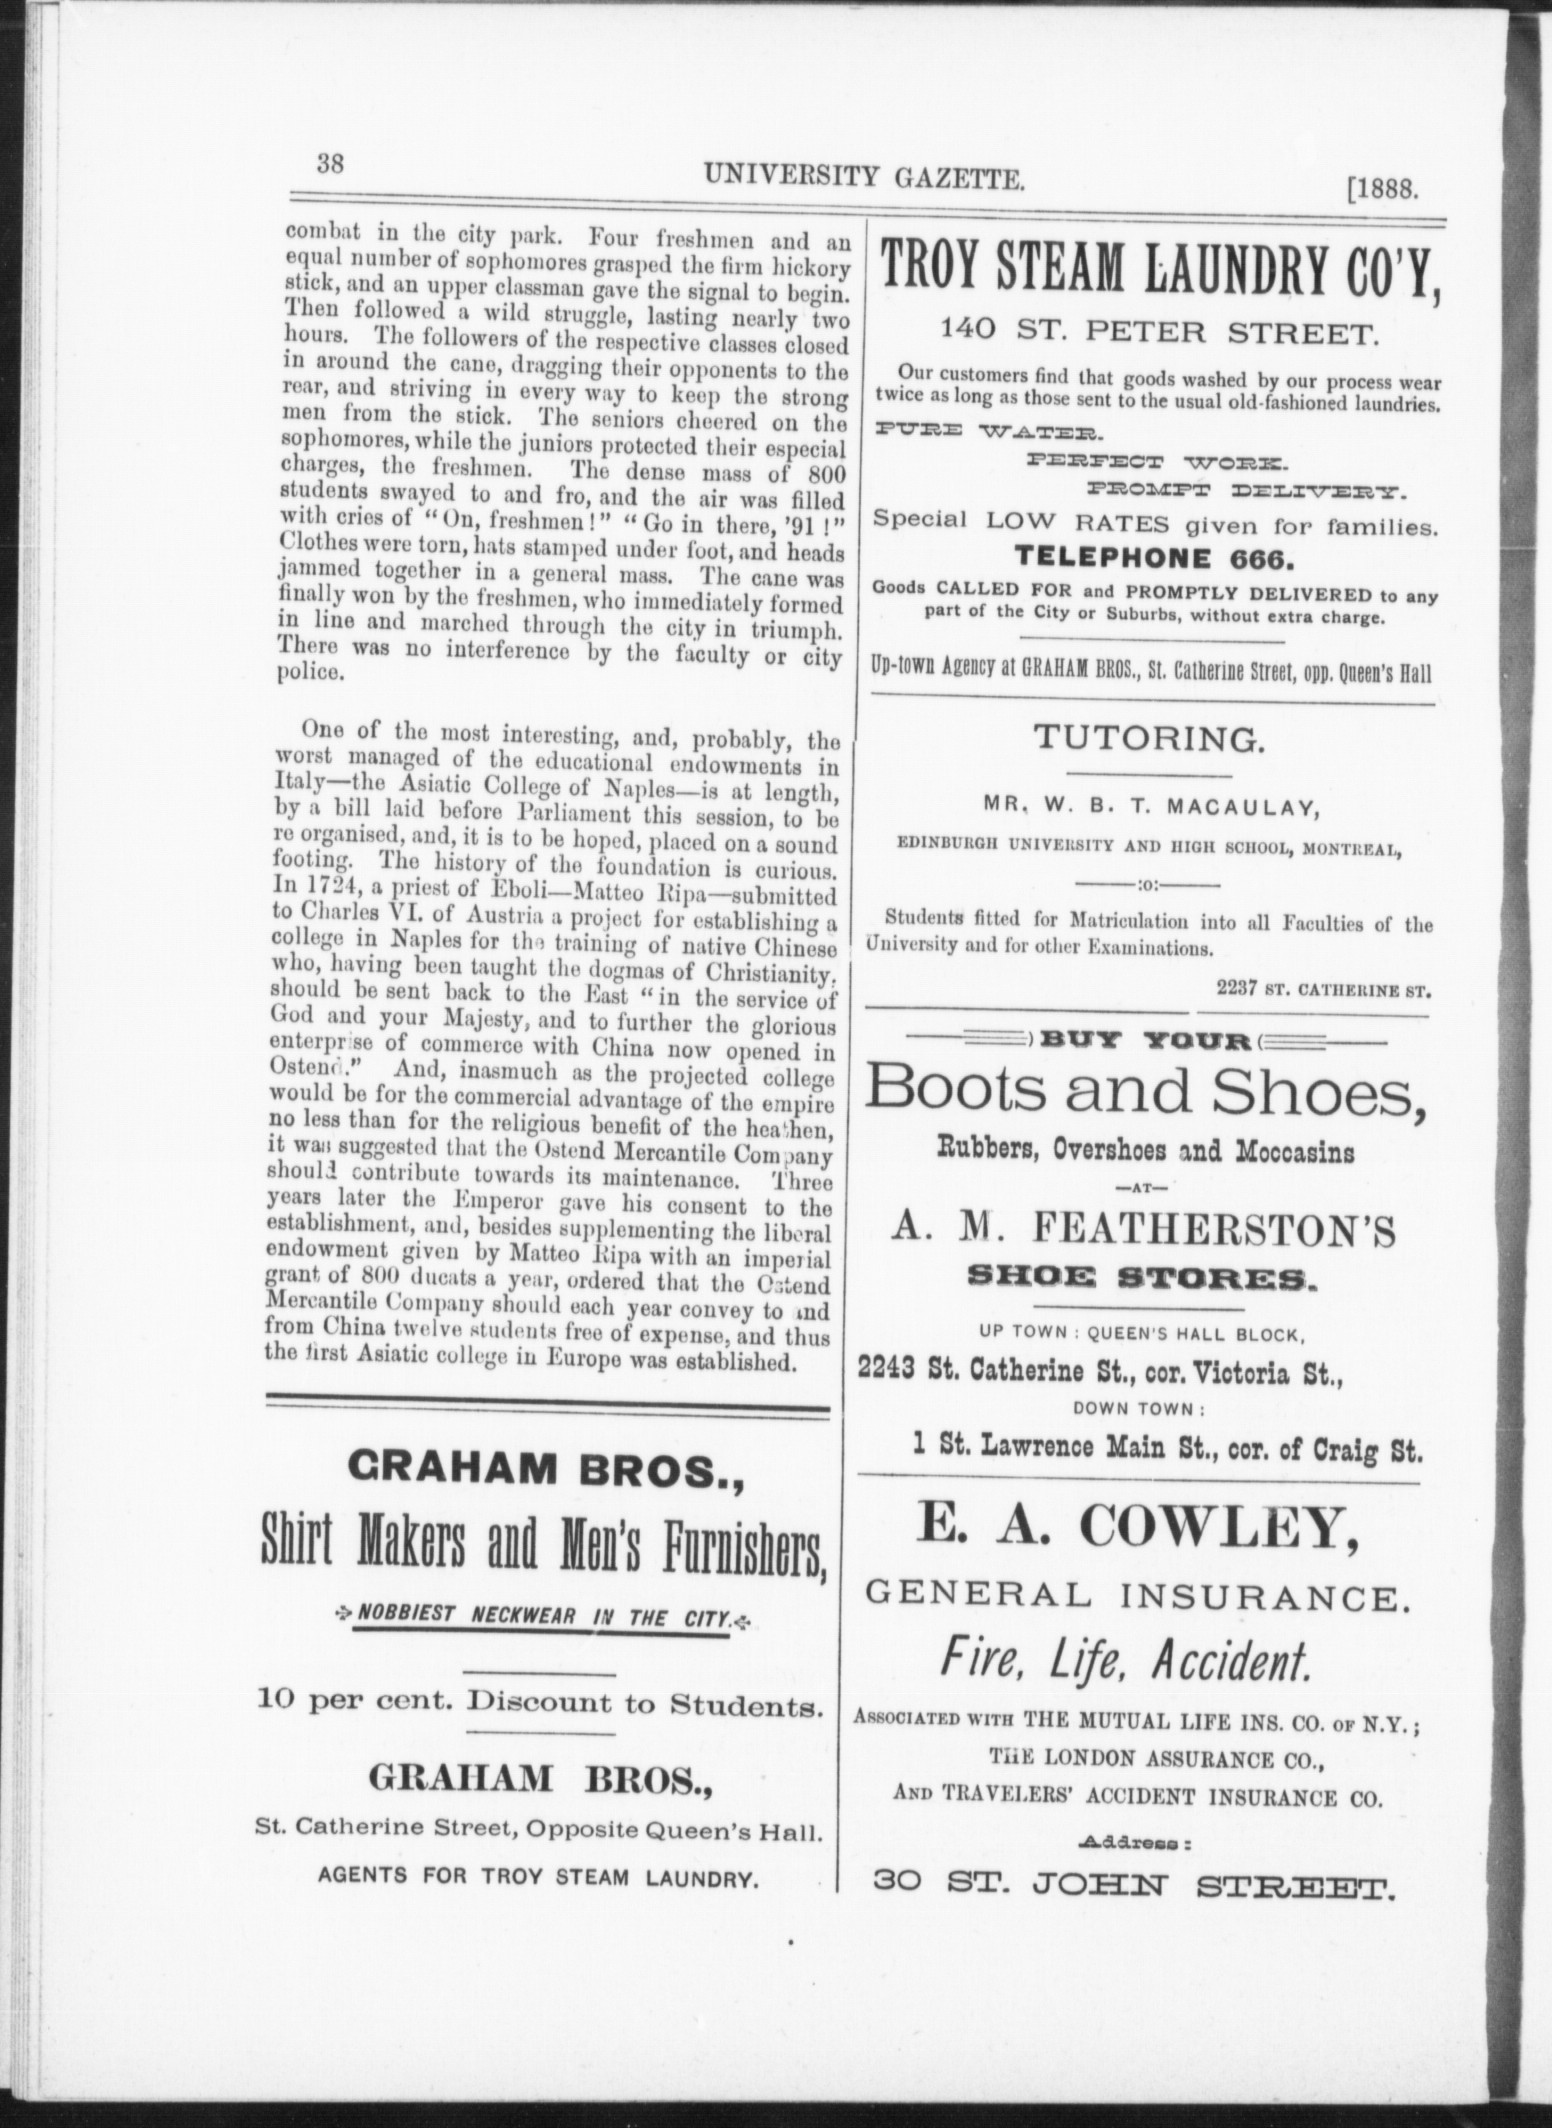 38
UNIVERSITY GAZETTE.
[1888.
combat in the city park. Four freshmen and an
equal number of sophomores grasped the firm hickory
stick, and an upper classman gave the signal to begin.
Then followed a wild struggle, lasting nearly two
hours. The followers of the respective classes closed
in around the cane, dragging their opponents to the
rear, and striving in every way to keep the strong
men from the stick. The seniors cheered on the
sophomores, while the juniors protected their especial
charges, the freshmen. The dense mass of 800
students swayed to and fro, and the air was filled
with cries of "On, freshmen!" "Go in there, '91!"
Clothes were torn, hats stamped under foot, and heads
jammed together in a general mass. The cane was
finally won by the freshmen, who immediately formed
in line and marched through the city in triumph.
There was no interference by the faculty or city
police.
One of the most interesting, and, probably, the
worst managed of the educational endowments in
Italy—the Asiatic College of Naples—is at length,
by a bill laid before Parliament this session, to be
re organised, and, it is to be hoped, placed on a sound
footing. The history of the foundation is curious.
In 1724, a priest of Eboli—Matteo Ripa—submitted
to Charles VI. of Austria a project for establishing a
college in Naples for the training of native Chinese
who, having been taught the dogmas of Christianity,
should be sent back to the East "in the service of
God and your Majesty, and to further the glorious
enterprise of commerce with China now opened in
Ostend." And, inasmuch as the projected college
would be for the commercial advantage of the empire
no less than for the religious benefit of the heathen,
it was suggested that the Ostend Mercantile Company
should contribute towards its maintenance. Three
years later the Emperor gave his consent to the
establishment, and, besides supplementing the liberal
endowment given by Matteo Ripa with an imperial
grant of 800 ducats a year, ordered that the Ostend
Mercantile Company should each year convey to and
from China twelve students free of expense, and thus
the first Asiatic college in Europe was established.
GRAHAM BROS.,
Shirt Makers and Men's Furnishers,
NOBBIEST NECKWEAR IN THE CITY.
10 per cent. Discount to Students.
GRAHAM BROS.,
St. Catherine Street, Opposite Queen's Hall.
AGENTS FOR TROY STEAM LAUNDRY.
TROY STEAM LAUNDRY CO'Y,
140 ST. PETER STREET.
Our customers find that goods washed by our process wear
twice as long as those sent to the usual old-fashioned laundries.
PURE WATER.
PERFECT WORK.
PROMPT DELIVERY.
Special LOW RATES given for families.
TELEPHONE 666.
Goods CALLED FOR and PROMPTLY DELIVERED to any
part of the City or Suburbs, without extra charge.
Up-town Agency at GRAHAM BROS., St. Catherine Street, opp. Queen's Hall
TUTORING.
MR. W. B. T. MACAULAY,
EDINBURGH UNIVERSITY AND HIGH SCHOOL, MONTREAL,
:o:
Students fitted for Matriculation into all Faculties of the
University and for other Examinations.
2237 ST. CATHERINE ST.
BUY YOUR
Boots and Shoes,
Rubbers, Overshoes and Moccasins
—AT—
A. M. FEATHERSTON'S
SHOE STORES.
UP TOWN: QUEEN'S HALL BLOCK,
2243 St. Catherine St., cor. Victoria St.,
DOWN TOWN:
1 St. Lawrence Main St., cor. of Craig St.
E. A. COWLEY,
GENERAL INSURANCE.
Fire, Life, Accident.
ASSOCIATED WITH THE MUTUAL LIFE INS. CO. OF N.Y.;
THE LONDON ASSURANCE CO.,
AND TRAVELERS' ACCIDENT INSURANCE CO.
Address:
30 ST. JOHN STREET.